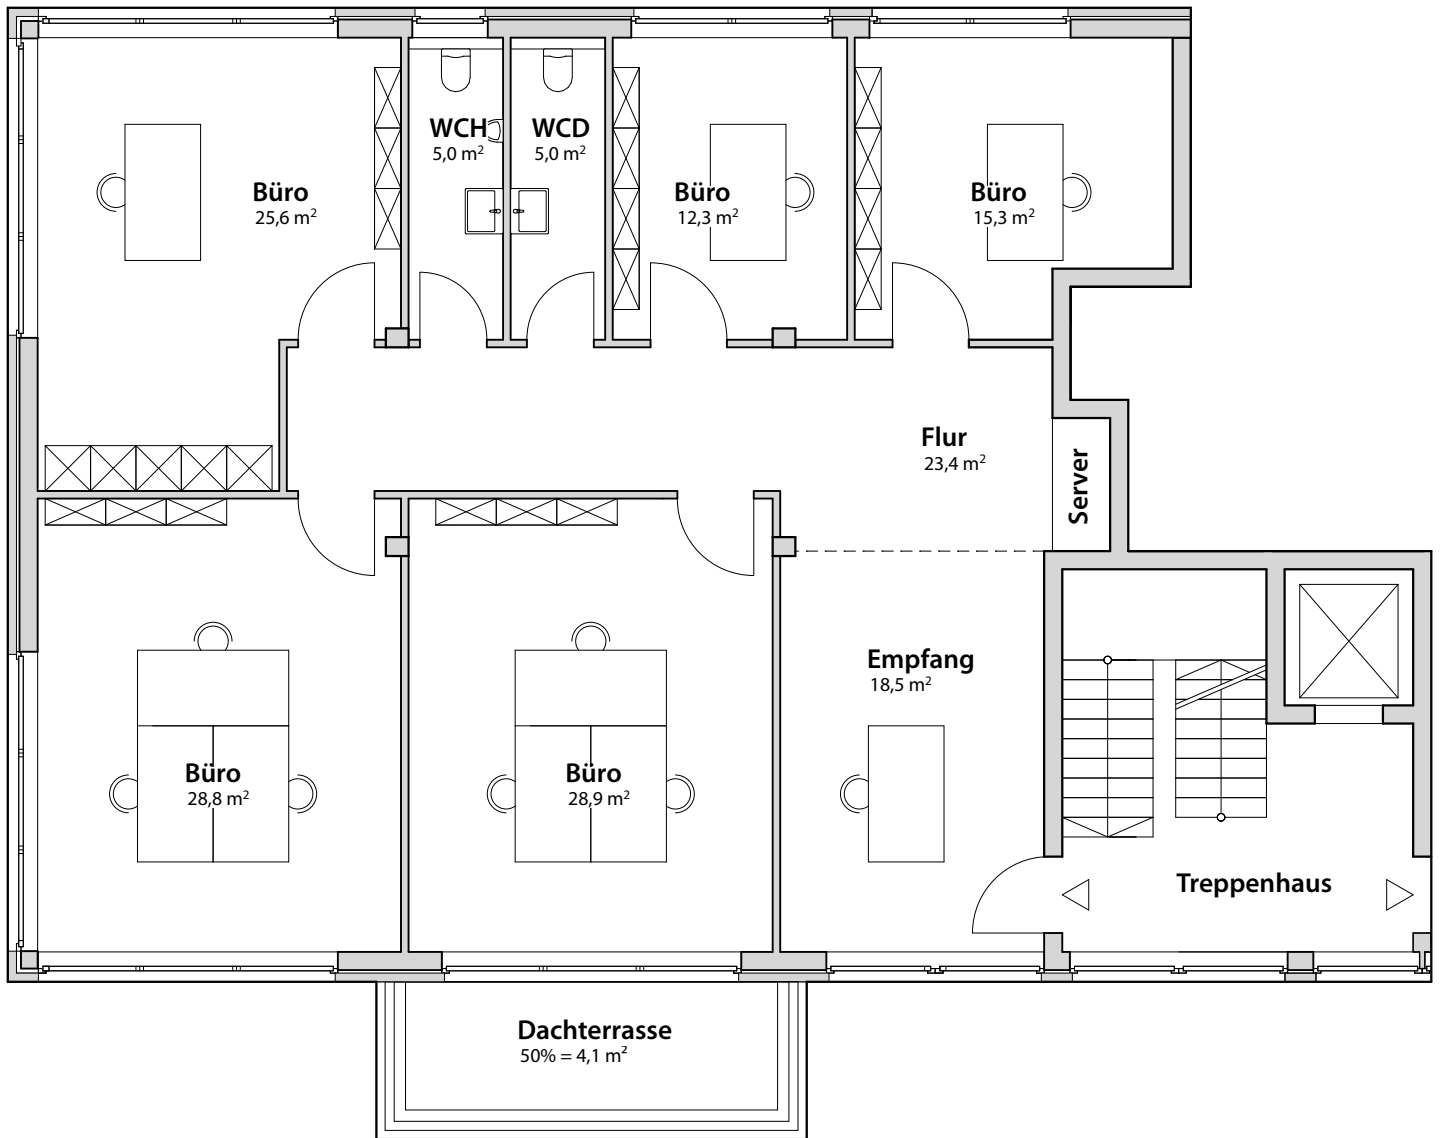 WCH
5,0 m²
WCD
5,0 m²
Büro
25,6 m²
Büro
12,3 m²
Büro
15,3 m²
Flur
23,4 m²
Server
Empfang
18,5 m²
Büro
28,8 m²
Büro
28,9 m²
Treppenhaus
Dachterrasse
50% = 4,1 m²